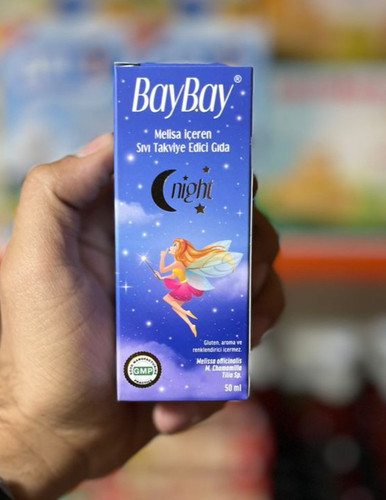 BayBay®
Melisa içeren
Sıvı Takviye Edici Gıda
night
Gluten, aroma ve
renklendirici içermez.
Melissa officinalis
M. Chamomilla
Tilia Sp.
50 ml
GMP